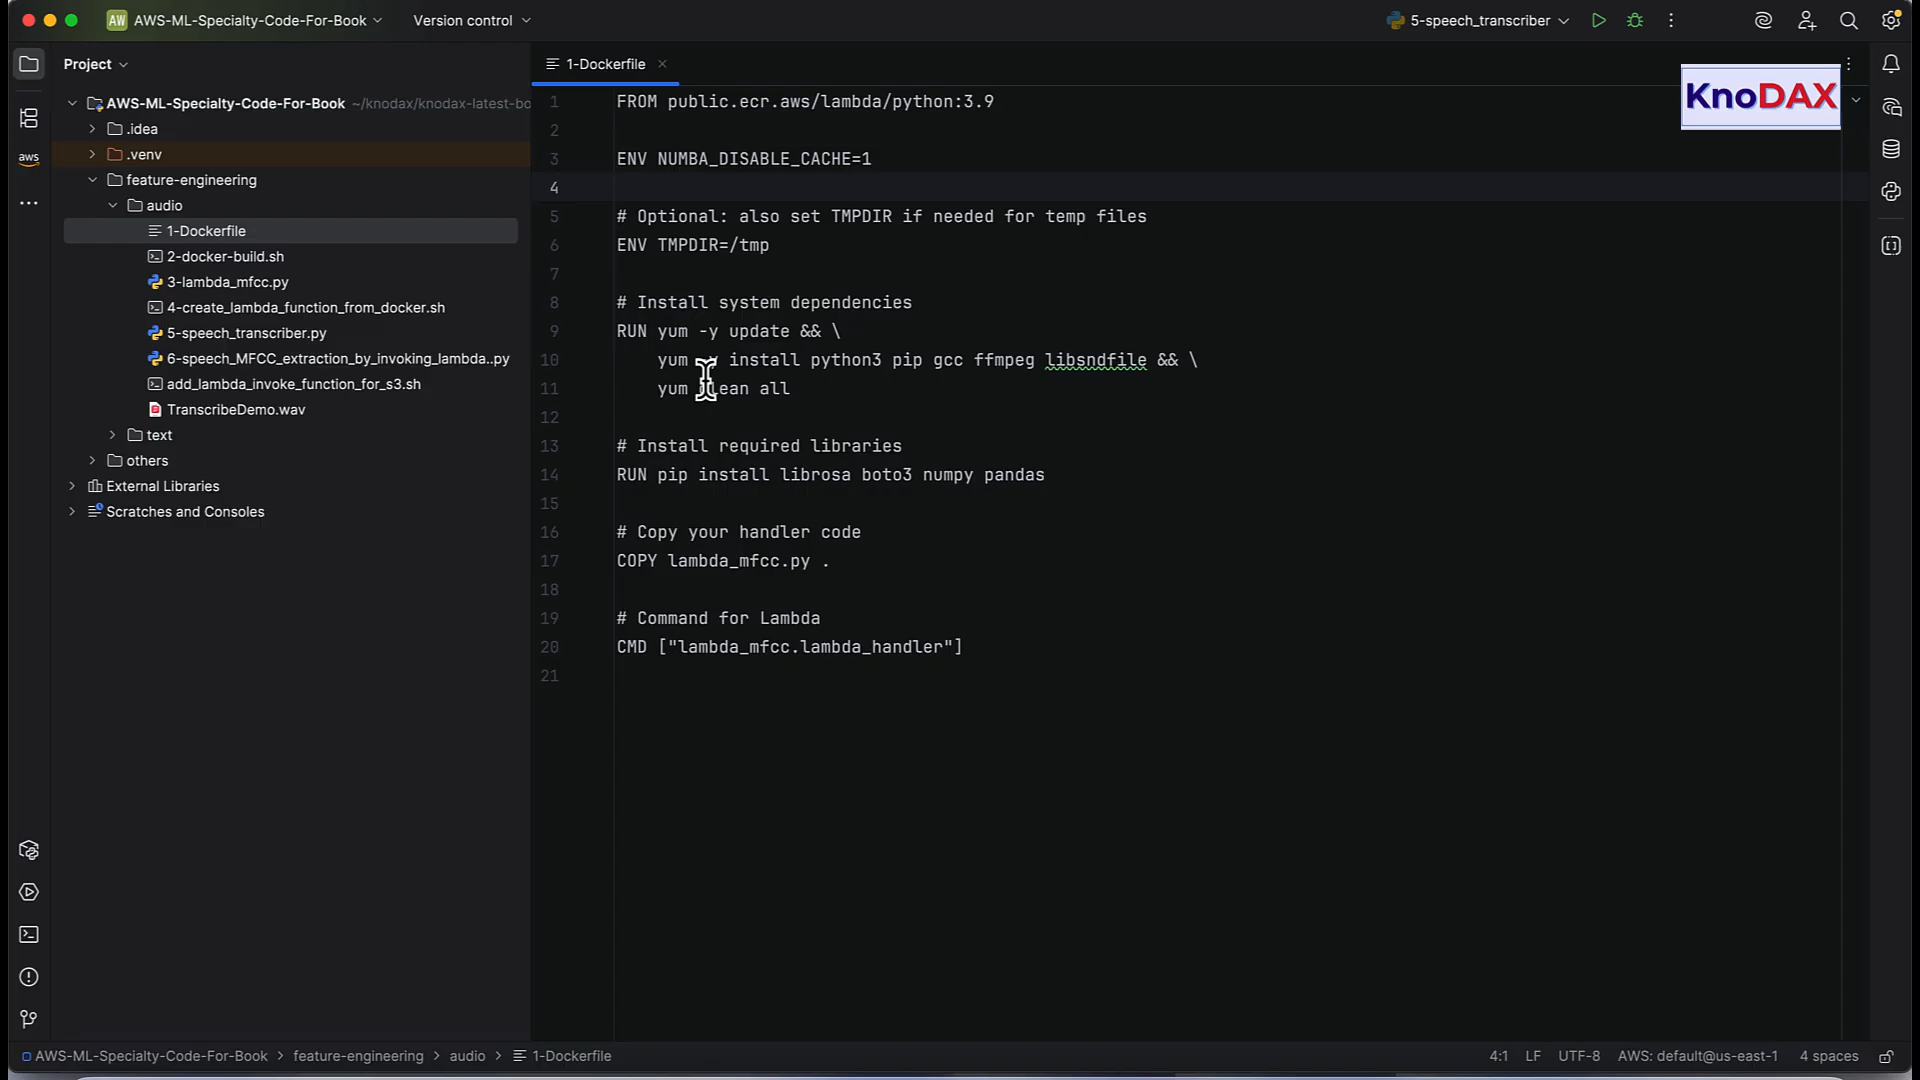 AW AWS-ML-Specialty-Code-For-Book
Version control
5-speech_transcriber
Project
1-Dockerfile
KnoDAX
AWS-ML-Specialty-Code-For-Book ~/knodax/knodax-latest-bo
.idea
.venv
feature-engineering
audio
1-Dockerfile
2-docker-build.sh
3-lambda_mfcc.py
4-create_lambda_function_from_docker.sh
5-speech_transcriber.py
6-speech_MFCC_extraction_by_invoking_lambda..py
add_lambda_invoke_function_for_s3.sh
TranscribeDemo.wav
text
others
External Libraries
Scratches and Consoles
aws
1 FROM public.ecr.aws/lambda/python:3.9
2
3 ENV NUMBA_DISABLE_CACHE=1
4
5 # Optional: also set TMPDIR if needed for temp files
6 ENV TMPDIR=/tmp
7
8 # Install system dependencies
9 RUN yum -y update && \
10 yum -y install python3 pip gcc ffmpeg libsndfile && \
11 yum clean all
12
13 # Install required libraries
14 RUN pip install librosa boto3 numpy pandas
15
16 # Copy your handler code
17 COPY lambda_mfcc.py .
18
19 # Command for Lambda
20 CMD ["lambda_mfcc.lambda_handler"]
21
AWS-ML-Specialty-Code-For-Book > feature-engineering > audio > 1-Dockerfile
4:1 LF UTF-8 AWS: default@us-east-1 4 spaces